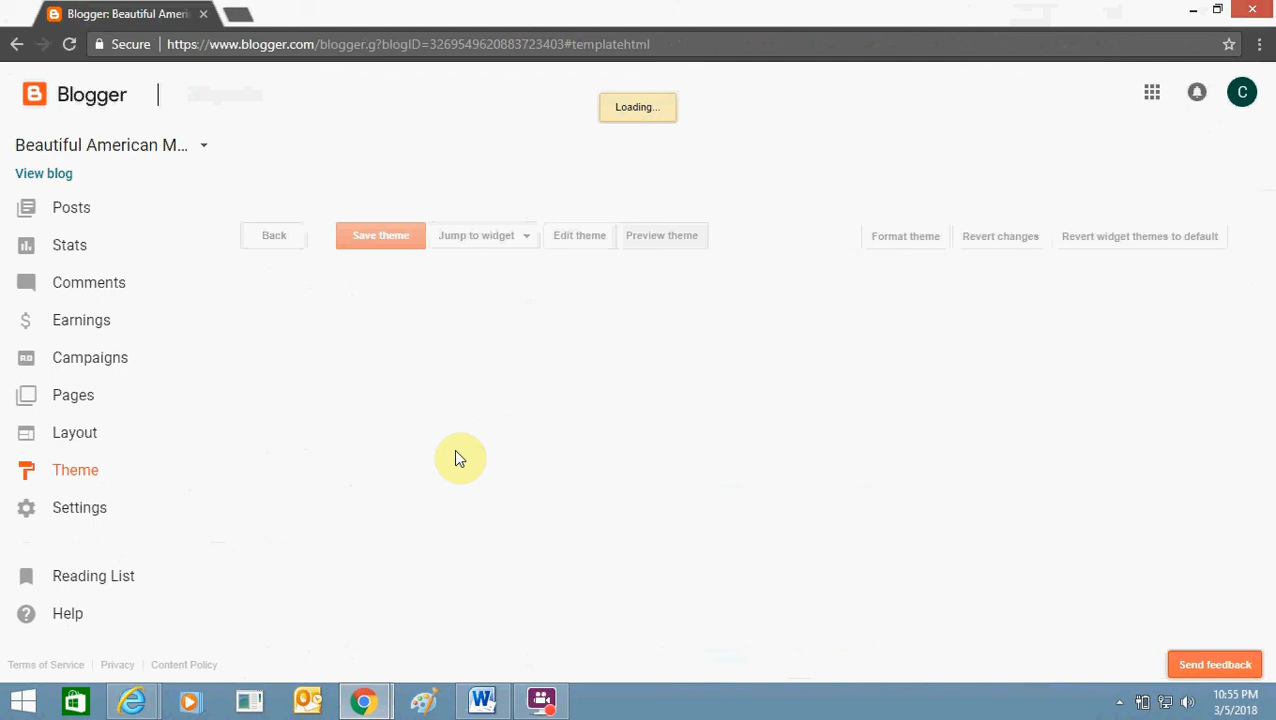 Blogger: Beautiful Ameri
Secure
https://www.blogger.com/blogger.g?blogID=3269549620883723403#templatehtml
Blogger
Loading...
C
Beautiful American M...
View blog
Posts
Stats
Comments
Earnings
Campaigns
Pages
Layout
Theme
Settings
Reading List
Help
Back
Save theme
Jump to widget
Edit theme
Preview theme
Format theme
Revert changes
Revert widget themes to default
Terms of Service
Privacy
Content Policy
Send feedback
10:55 PM
3/5/2018